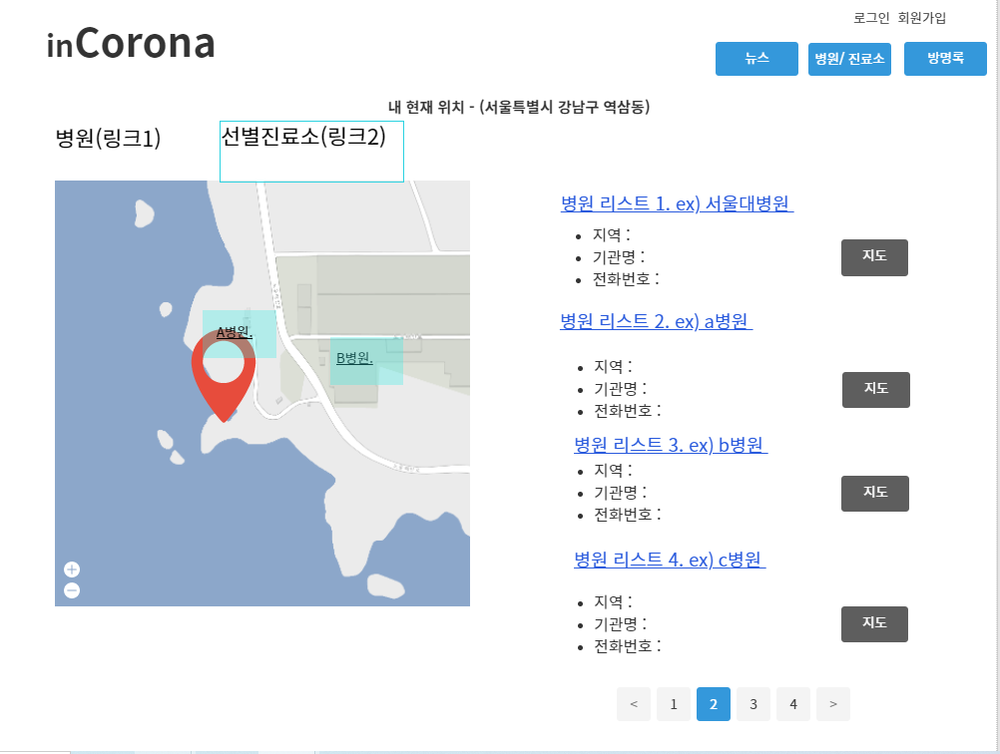 로그인 회원가입
inCorona
뉴스
병원/ 진료소
방명록
내 현재 위치 - (서울특별시 강남구 역삼동)
병원(링크1)
선별진료소(링크2)
A병원.
B병원.
병원 리스트 1. ex) 서울대병원
지역 :
기관명 :
전화번호 :
지도
병원 리스트 2. ex) a병원
지역 :
기관명 :
전화번호 :
지도
병원 리스트 3. ex) b병원
지역 :
기관명 :
전화번호 :
지도
병원 리스트 4. ex) c병원
지역 :
기관명 :
전화번호 :
지도
< 1 2 3 4 >